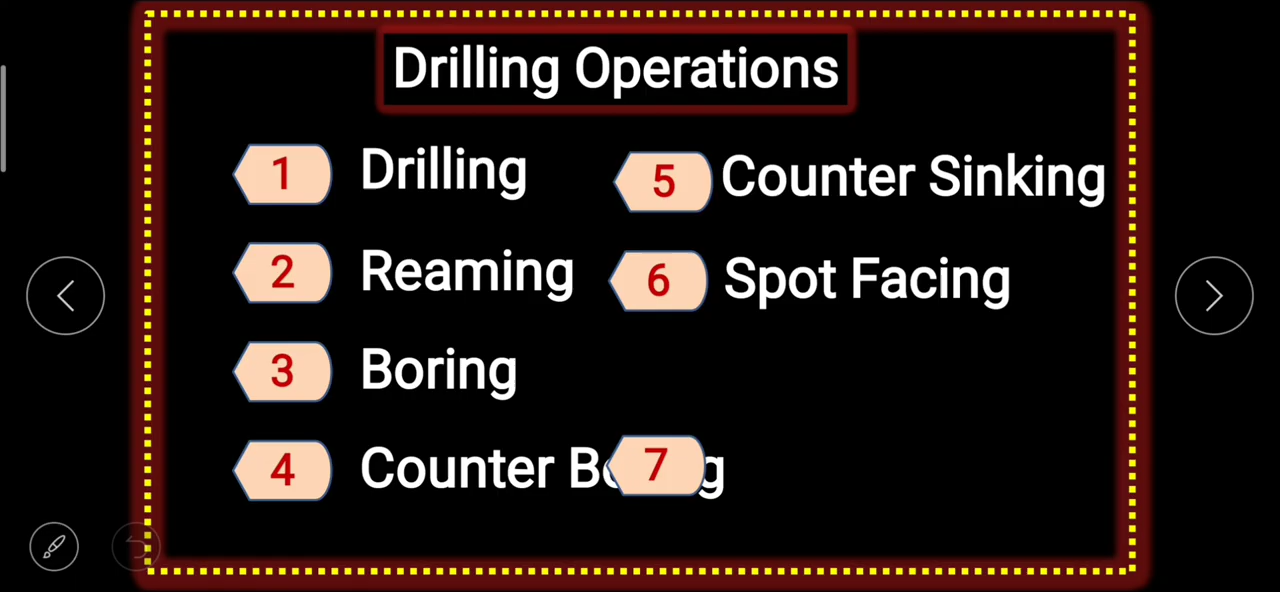 Drilling Operations
1 Drilling
2 Reaming
3 Boring
4 Counter
5 Counter Sinking
6 Spot Facing
7